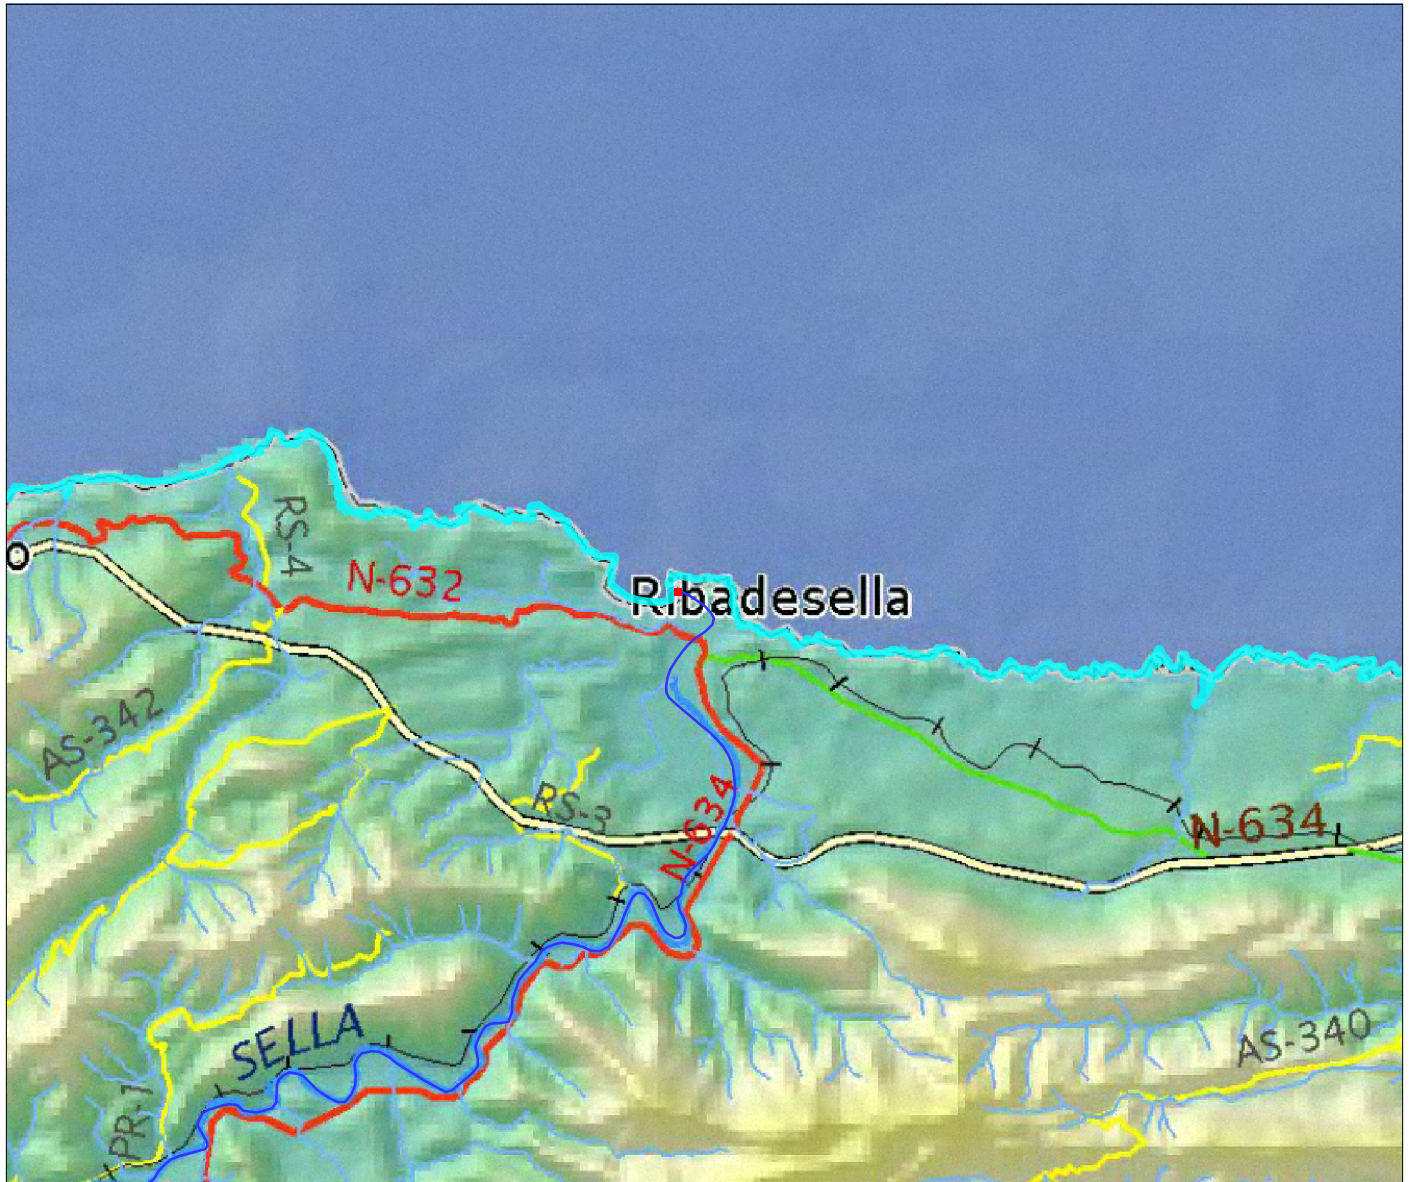 RS-4
o
N-632
Ribadesella
AS-342
RS-3
N-634
N-634
SELLA
AS-340
PR-1